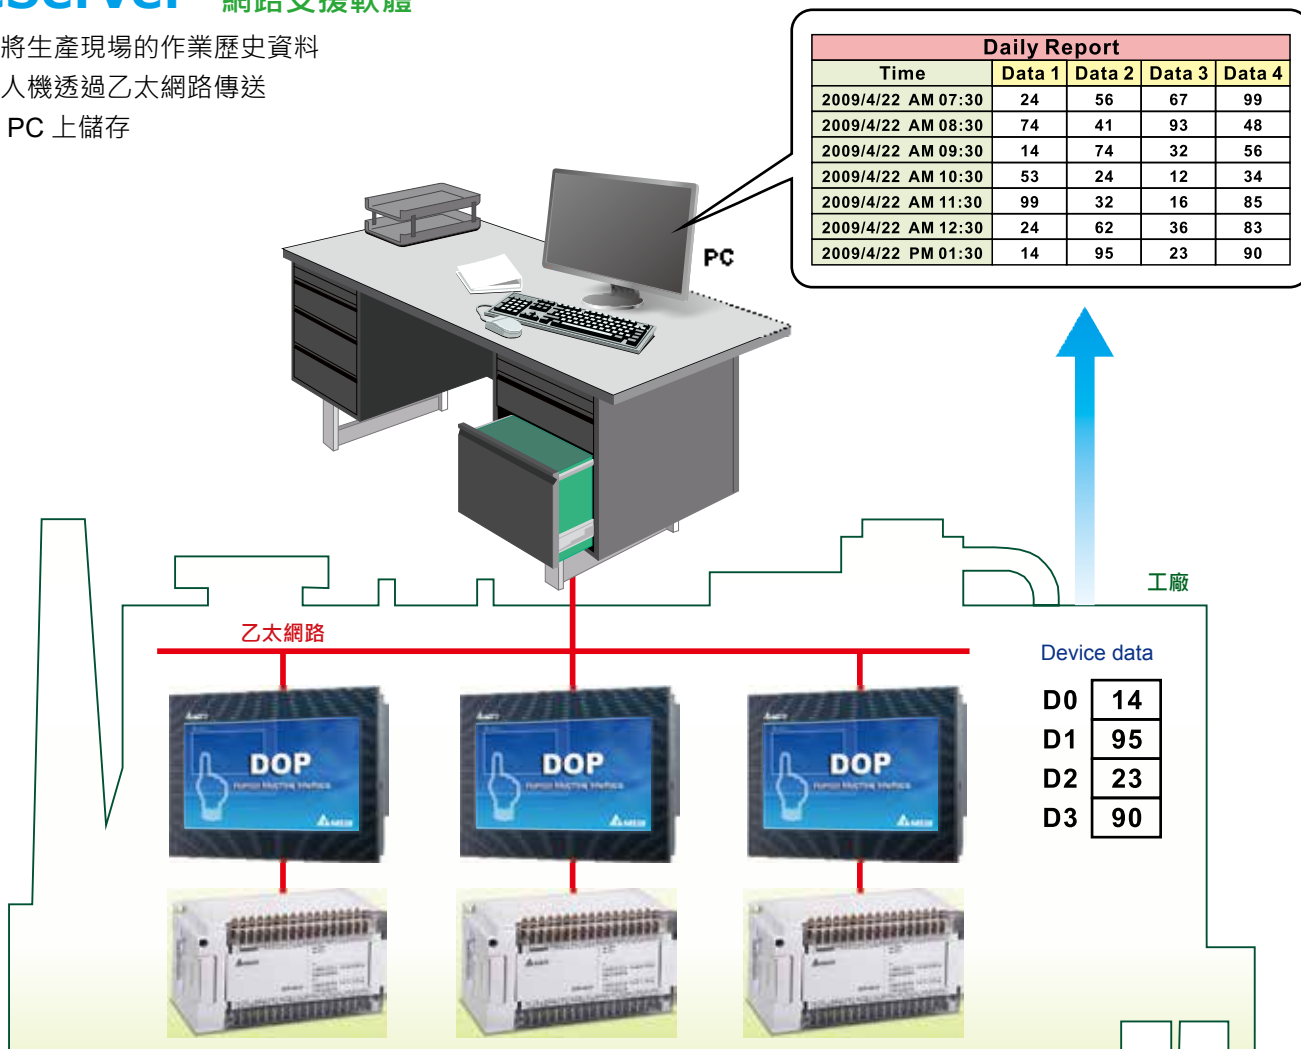 網路支援軟體
將生產現場的作業歷史資料
人機透過乙太網路傳送
PC 上儲存
Daily Report
Time Data 1 Data 2 Data 3 Data 4
2009/4/22 AM 07:30 24 56 67 99
2009/4/22 AM 08:30 74 41 93 48
2009/4/22 AM 09:30 14 74 32 56
2009/4/22 AM 10:30 53 24 12 34
2009/4/22 AM 11:30 99 32 16 85
2009/4/22 AM 12:30 24 62 36 83
2009/4/22 PM 01:30 14 95 23 90
PC
工廠
乙太網路
Device data
D0 14
D1 95
D2 23
D3 90
DOP
DOP
DOP